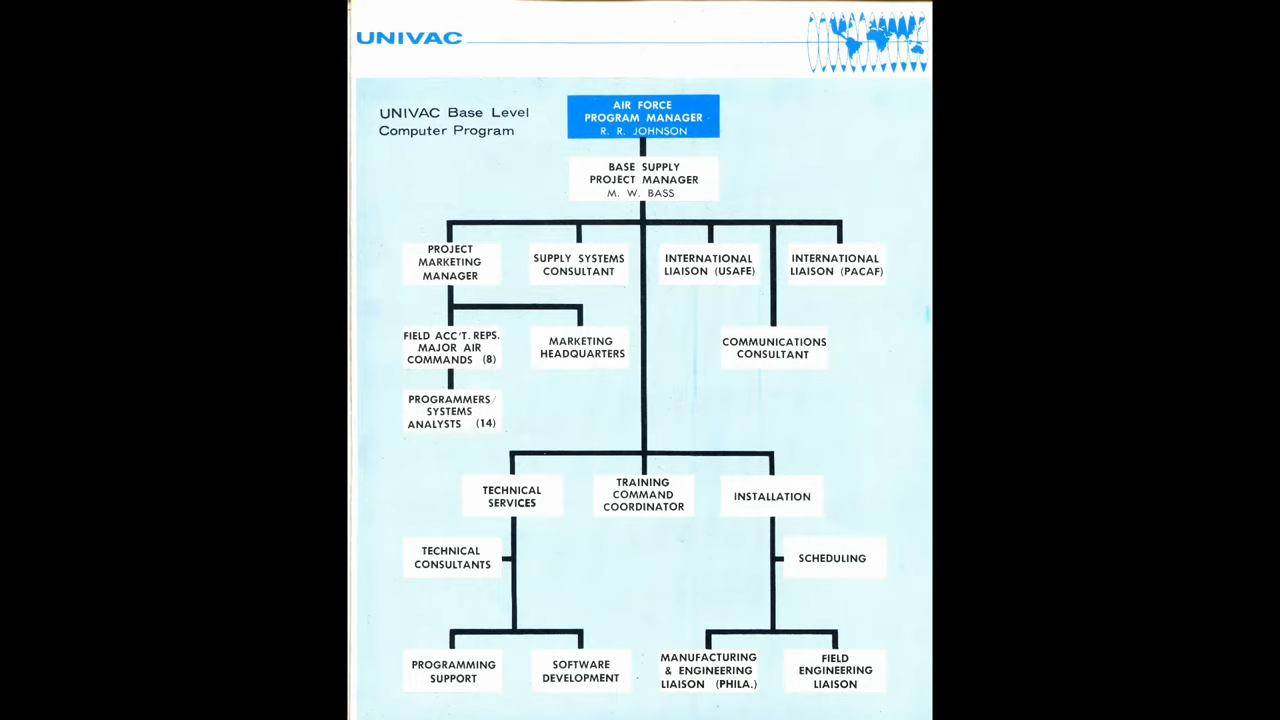 UNIVAC
UNIVAC Base Level
Computer Program
AIR FORCE
PROGRAM MANAGER
R. R. JOHNSON
BASE SUPPLY
PROJECT MANAGER
M. W. BASS
PROJECT
MARKETING
MANAGER
SUPPLY SYSTEMS
CONSULTANT
INTERNATIONAL
LIAISON (USAFE)
INTERNATIONAL
LIAISON (PACAF)
FIELD ACC'T. REPS.
MAJOR AIR
COMMANDS (8)
MARKETING
HEADQUARTERS
COMMUNICATIONS
CONSULTANT
PROGRAMMERS/
SYSTEMS
ANALYSTS (14)
TECHNICAL
SERVICES
TRAINING
COMMAND
COORDINATOR
INSTALLATION
TECHNICAL
CONSULTANTS
SCHEDULING
PROGRAMMING
SUPPORT
SOFTWARE
DEVELOPMENT
MANUFACTURING
& ENGINEERING
LIAISON (PHILA.)
FIELD
ENGINEERING
LIAISON